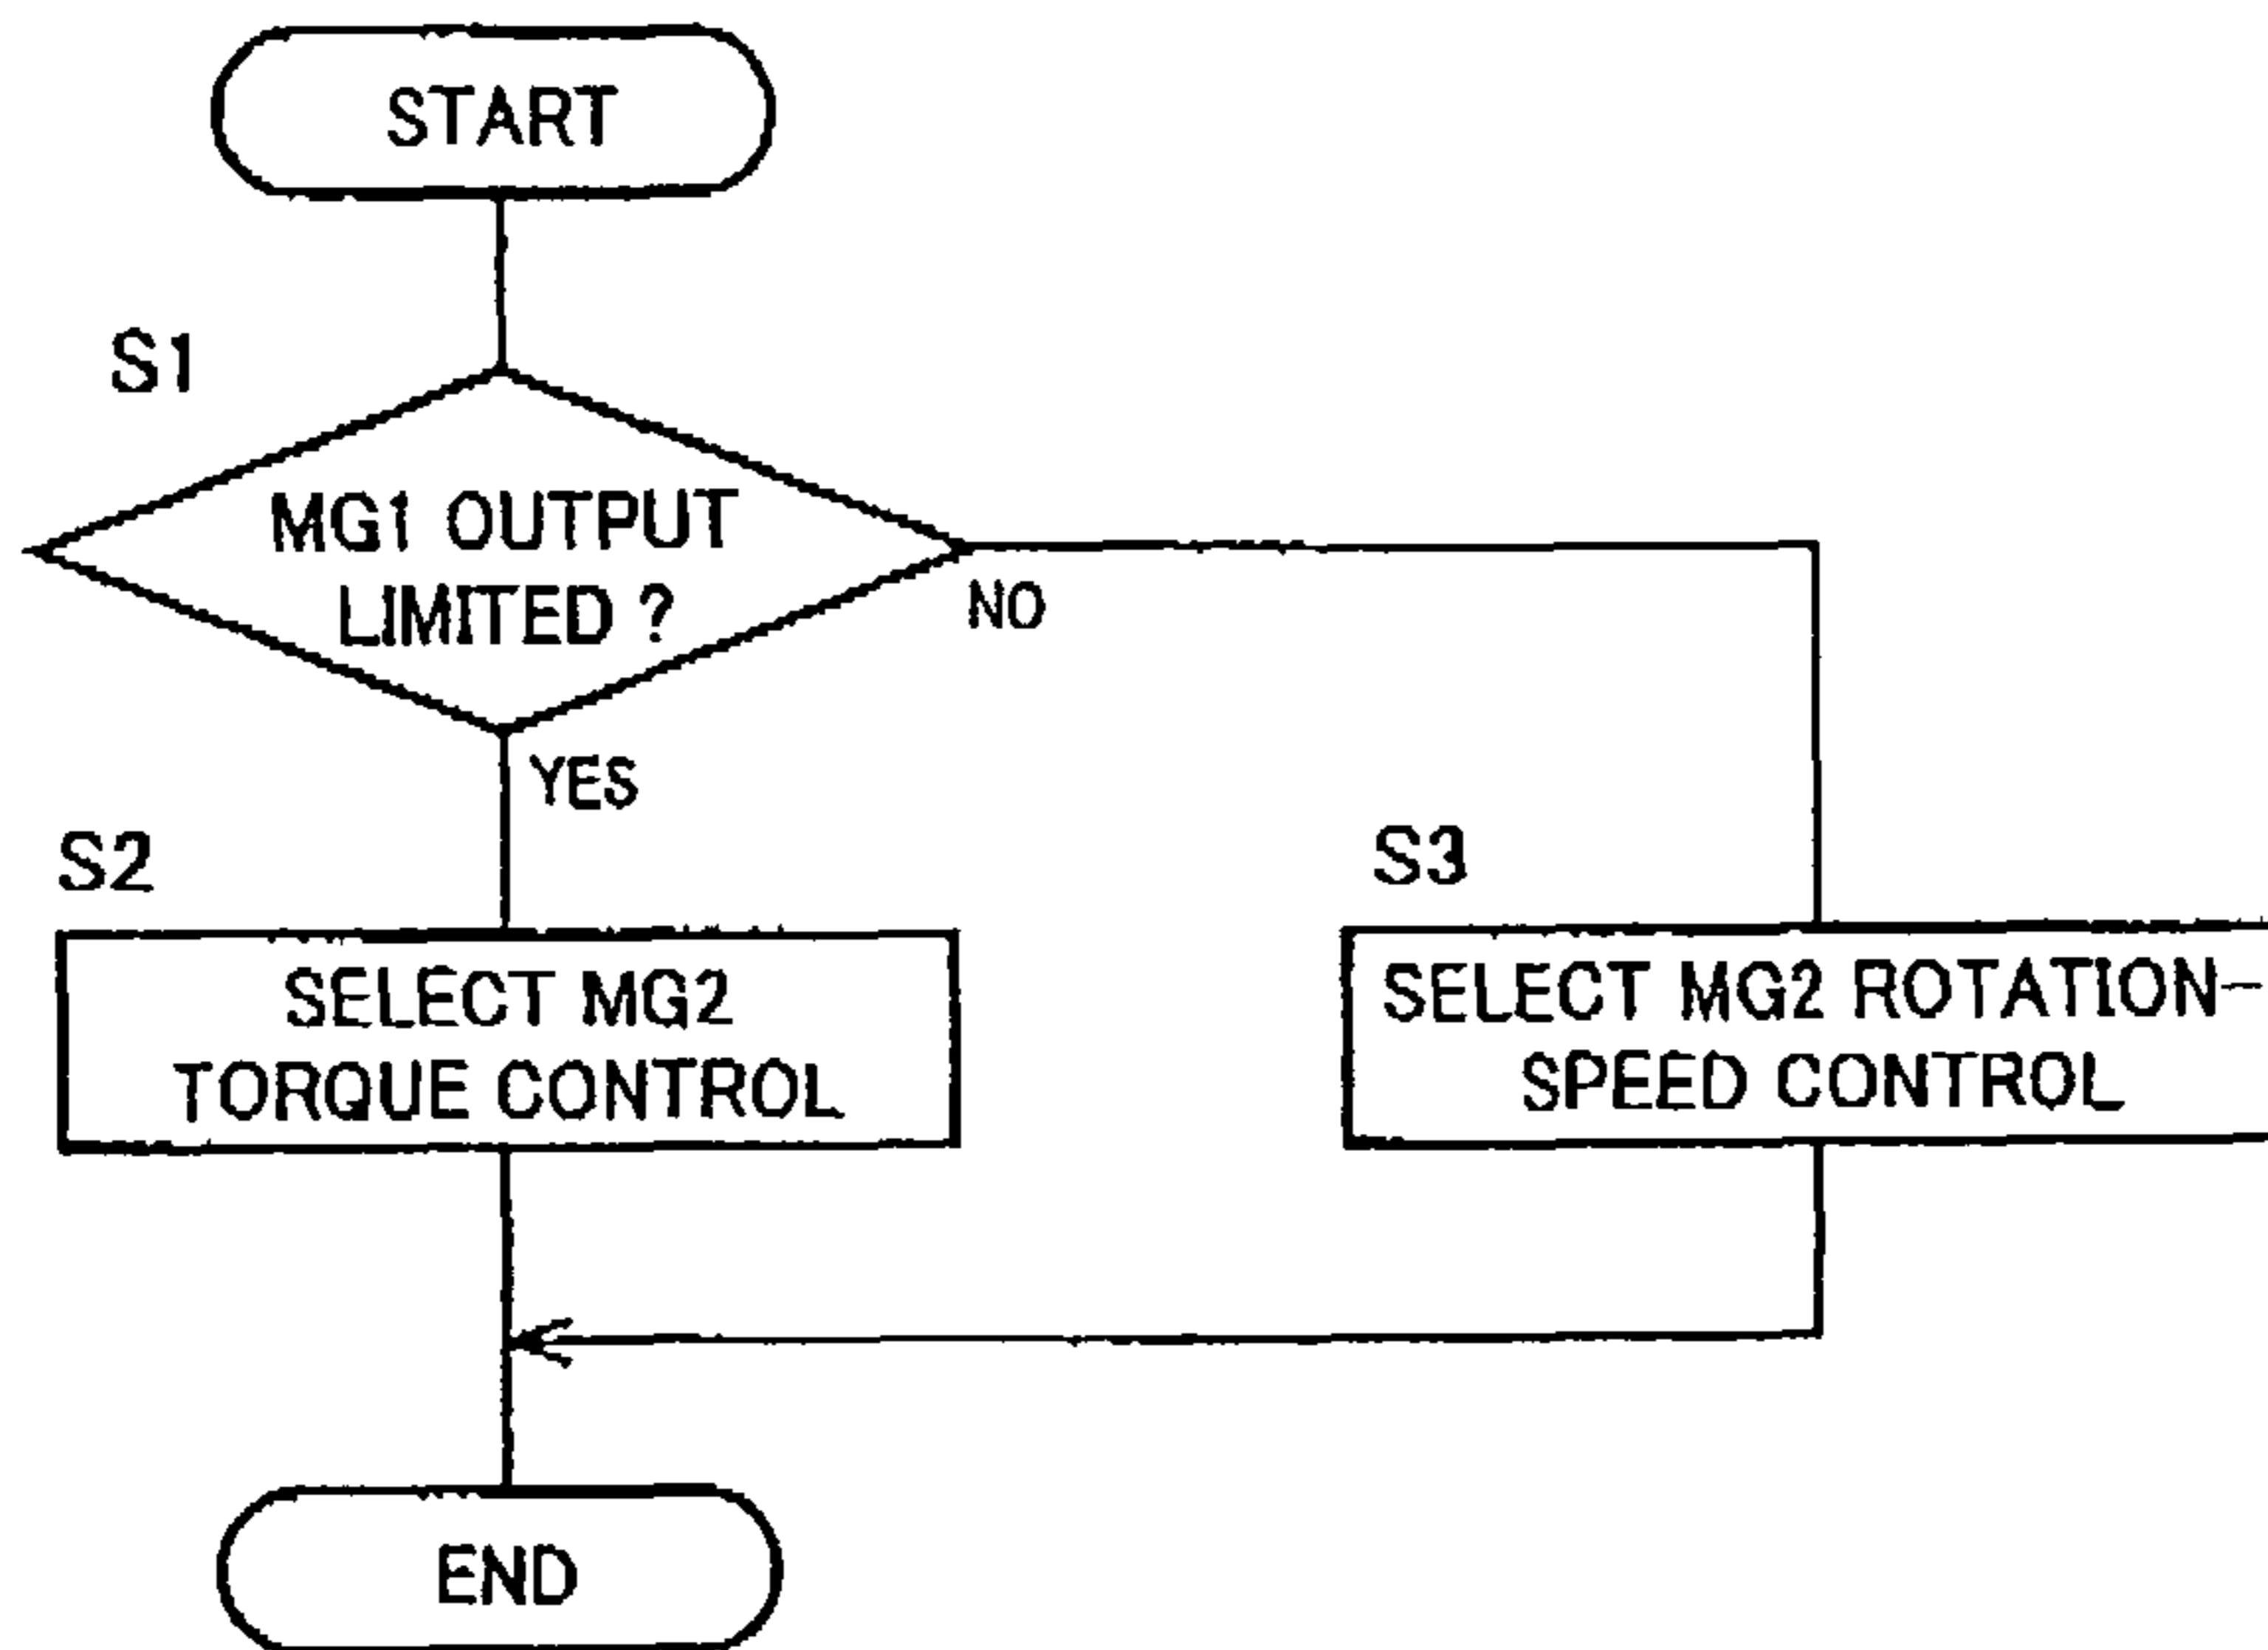 START
S1
MG1 OUTPUT
LIMITED ?
NO
YES
S2
SELECT MG2
TORQUE CONTROL
S3
SELECT MG2 ROTATION-
SPEED CONTROL
END